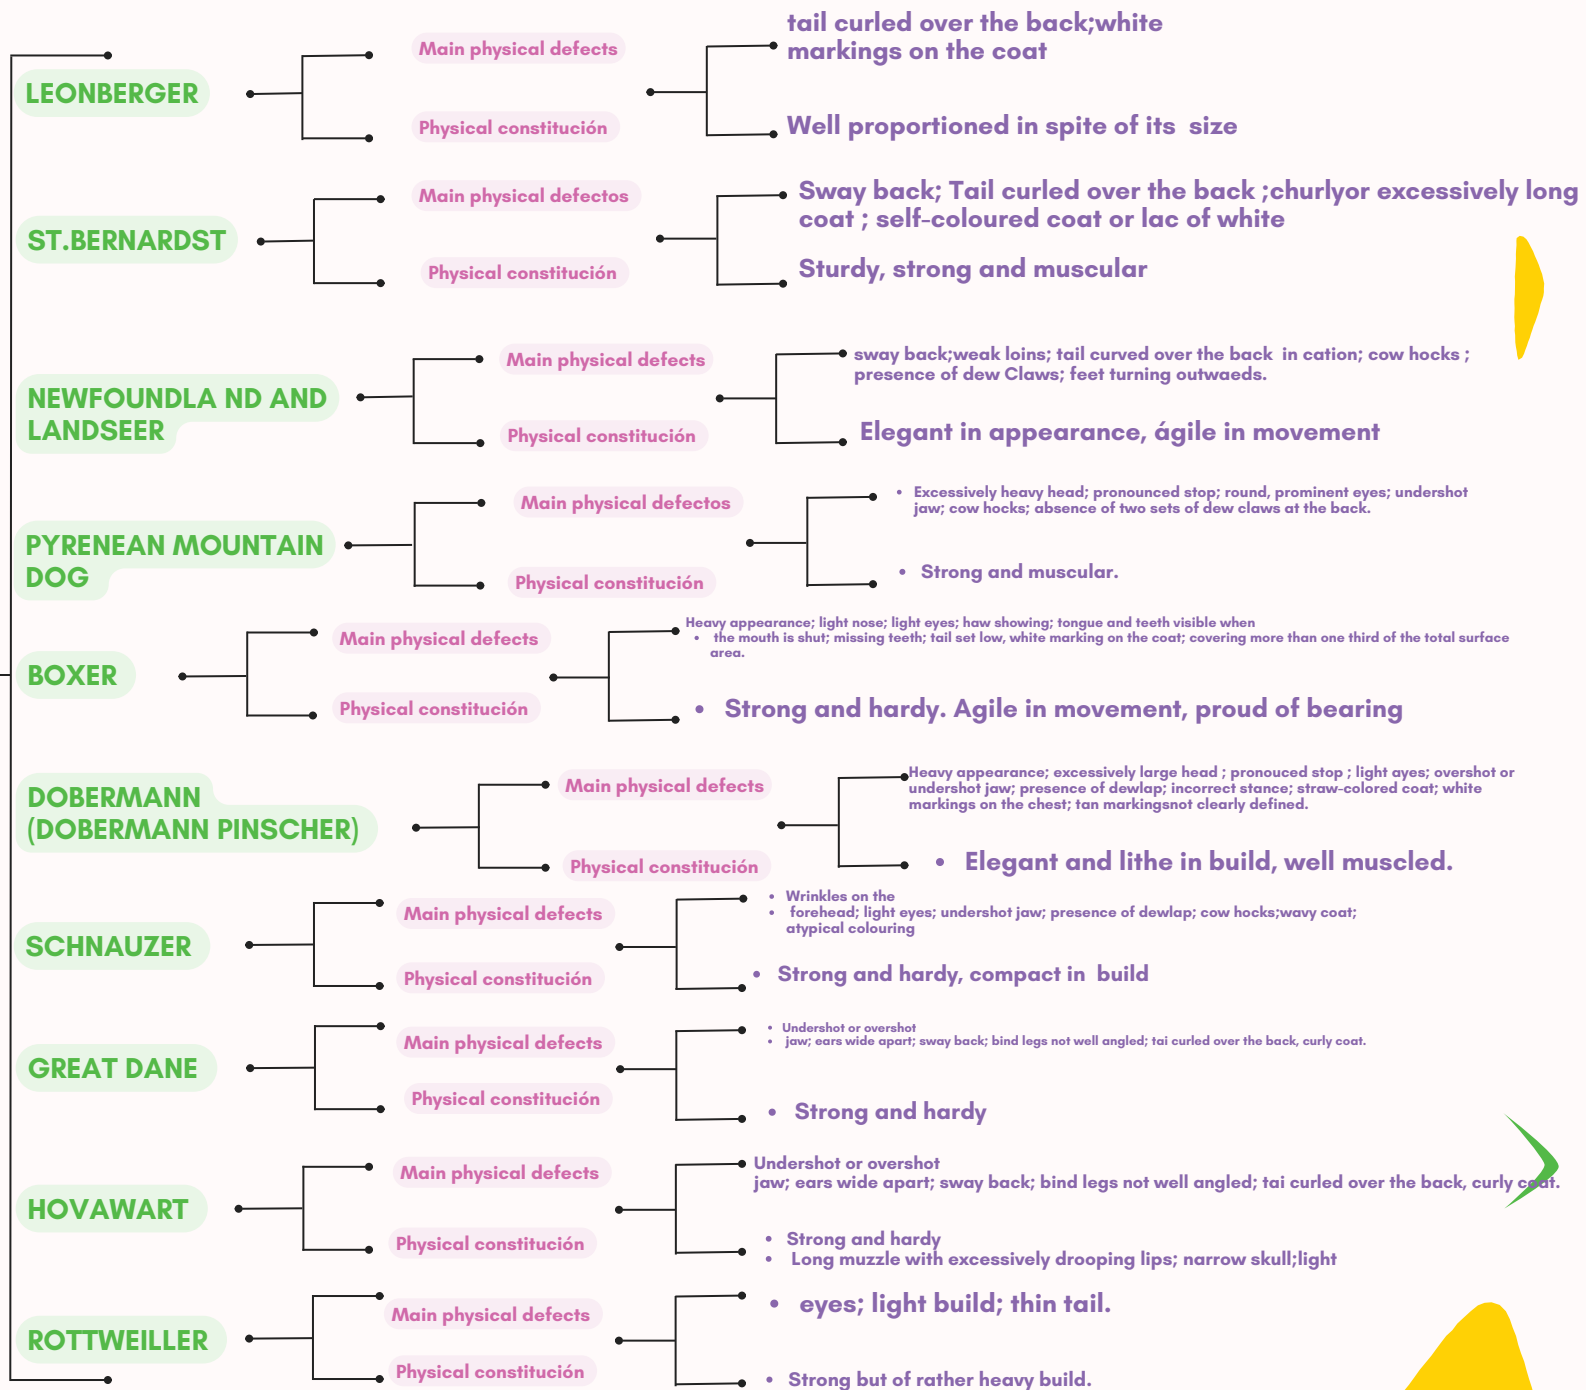 LEONBERGER
Main physical defects
tail curled over the back;white
markings on the coat
Physical constitución
Well proportioned in spite of its size
ST.BERNARDST
Main physical defectos
Sway back; Tail curled over the back ;churlyor excessively long
coat ; self-coloured coat or lac of white
Physical constitución
Sturdy, strong and muscular
NEWFOUNDLA ND AND
LANDSEER
Main physical defects
sway back;weak loins; tail curved over the back in cation; cow hocks ;
presence of dew Claws; feet turning outwaeds.
Physical constitución
Elegant in appearance, ágile in movement
PYRENEAN MOUNTAIN
DOG
Main physical defectos
• Excessively heavy head; pronounced stop; round, prominent eyes; undershot
jaw; cow hocks; absence of two sets of dew claws at the back.
Physical constitución
• Strong and muscular.
BOXER
Main physical defects
Heavy appearance; light nose; light eyes; haw showing; tongue and teeth visible when
• the mouth is shut; missing teeth; tail set low, white marking on the coat; covering more than one third of the total surface
area.
Physical constitución
• Strong and hardy. Agile in movement, proud of bearing
DOBERMANN
(DOBERMANN PINSCHER)
Main physical defects
Heavy appearance; excessively large head ; pronouced stop ; light ayes; overshot or
undershot jaw; presence of dewlap; incorrect stance; straw-colored coat; white
markings on the chest; tan markingsnot clearly defined.
Physical constitución
• Elegant and lithe in build, well muscled.
SCHNAUZER
Main physical defects
• Wrinkles on the
• forehead; light eyes; undershot jaw; presence of dewlap; cow hocks;wavy coat;
atypical colouring
Physical constitución
• Strong and hardy, compact in build
GREAT DANE
Main physical defects
• Undershot or overshot
• jaw; ears wide apart; sway back; bind legs not well angled; tai curled over the back, curly coat.
Physical constitución
• Strong and hardy
HOVAWART
Main physical defects
Undershot or overshot
jaw; ears wide apart; sway back; bind legs not well angled; tai curled over the back, curly coat.
Physical constitución
• Strong and hardy
• Long muzzle with excessively drooping lips; narrow skull;light
ROTTWEILLER
Main physical defects
• eyes; light build; thin tail.
Physical constitución
• Strong but of rather heavy build.